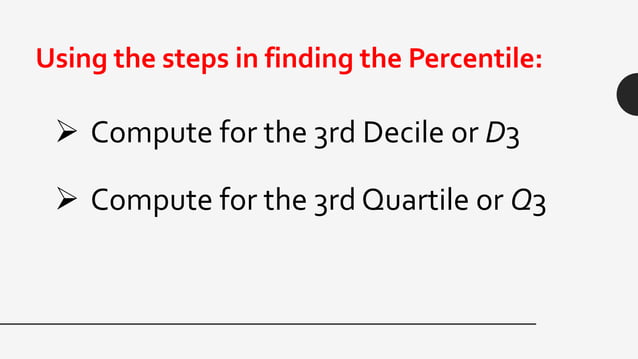 Using the steps in finding the Percentile:
➢ Compute for the 3rd Decile or D3
➢ Compute for the 3rd Quartile or Q3